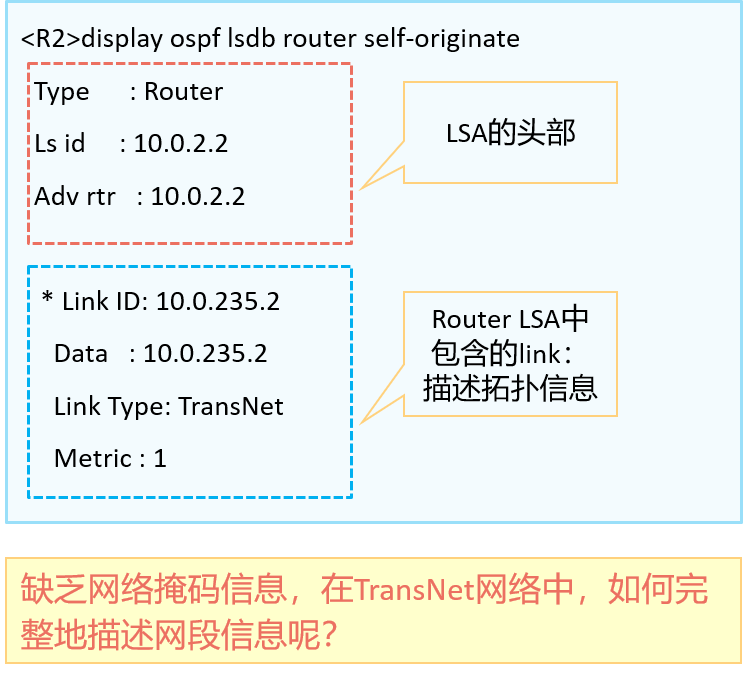 <R2>display ospf lsdb router self-originate
Type : Router
Ls id : 10.0.2.2
Adv rtr : 10.0.2.2
LSA的头部
* Link ID: 10.0.235.2
Data : 10.0.235.2
Link Type: TransNet
Metric : 1
Router LSA中
包含的link：
描述拓扑信息
缺乏网络掩码信息，在TransNet网络中，如何完
整地描述网段信息呢？